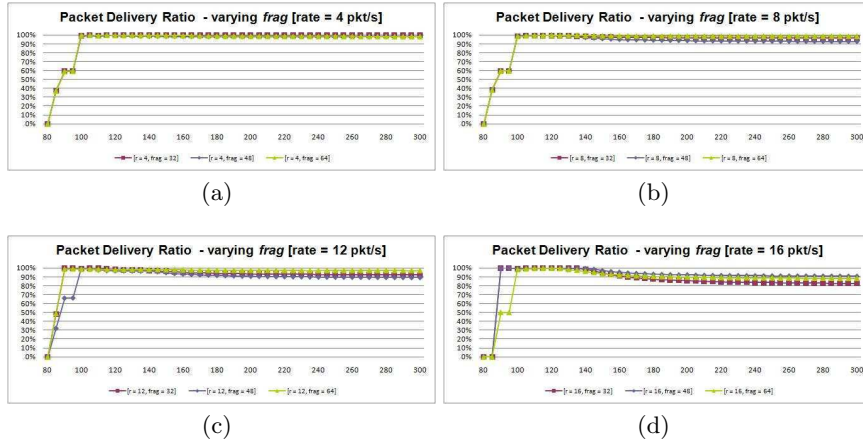 Packet Delivery Ratio - varying frag [rate = 4 pkt/s]
100%
90%
80%
70%
60%
50%
40%
30%
20%
10%
0%
80 100 120 140 160 180 200 220 240 260 280 300
[r = 4, frag = 32] [r = 4, frag = 48] [r = 4, frag = 64]
(a)
Packet Delivery Ratio - varying frag [rate = 8 pkt/s]
100%
90%
80%
70%
60%
50%
40%
30%
20%
10%
0%
80 100 120 140 160 180 200 220 240 260 280 300
[r = 8, frag = 32] [r = 8, frag = 48] [r = 8, frag = 64]
(b)
Packet Delivery Ratio - varying frag [rate = 12 pkt/s]
100%
90%
80%
70%
60%
50%
40%
30%
20%
10%
0%
80 100 120 140 160 180 200 220 240 260 280 300
[r = 12, frag = 32] [r = 12, frag = 48] [r = 12, frag = 64]
(c)
Packet Delivery Ratio - varying frag [rate = 16 pkt/s]
100%
90%
80%
70%
60%
50%
40%
30%
20%
10%
0%
80 100 120 140 160 180 200 220 240 260 280 300
[r = 16, frag = 32] [r = 16, frag = 48] [r = 16, frag = 64]
(d)